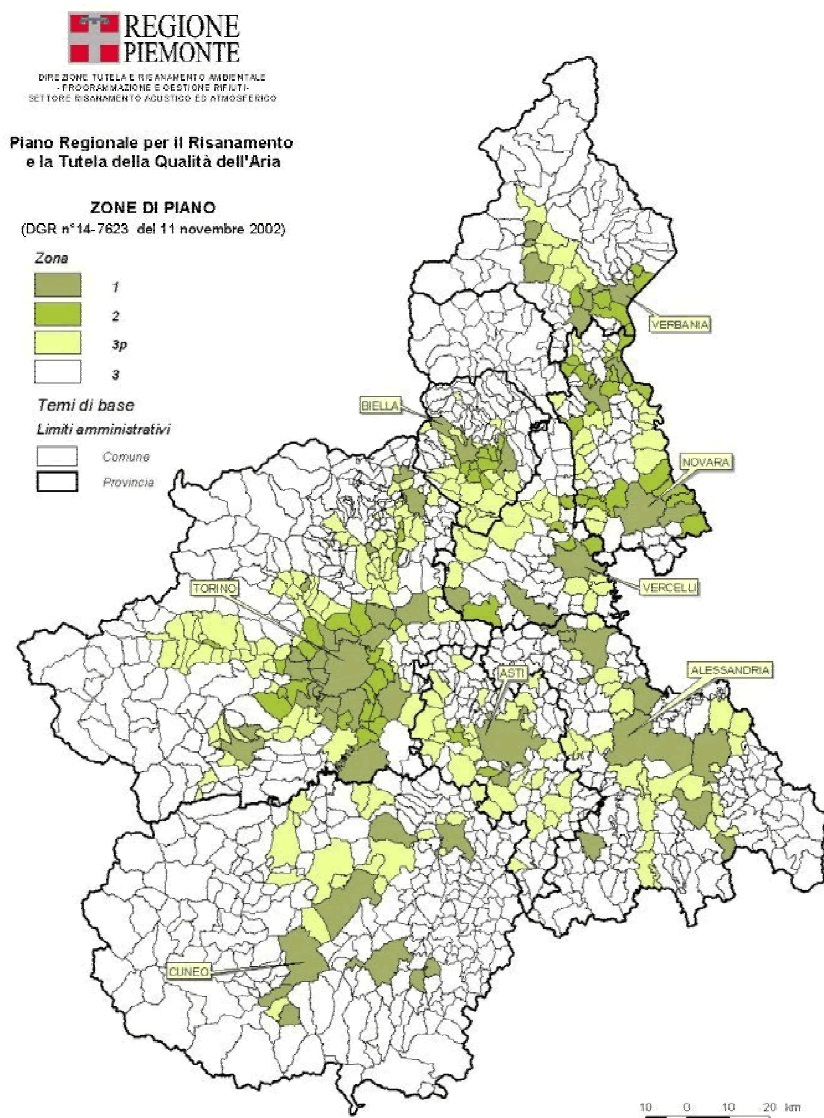 REGIONE
PIEMONTE
DIREZIONE TUTELA E RISANAMENTO AMBIENTALE
- PROGRAMMAZIONE E GESTIONE RIFIUTI-
SETTORE RISANAMENTO ACUSTICO ED ATMOSFERICO
Piano Regionale per il Risanamento
e la Tutela della Qualità dell'Aria
ZONE DI PIANO
(DGR n°14-7623 del 11 novembre 2002)
Zona
1
2
3p
3
Temi di base
Limiti amministrativi
Comune
Provincia
VERBANIA
BIELLA
NOVARA
TORINO
VERCELLI
ASTI
ALESSANDRIA
CUNEO
10 0 10 20 km